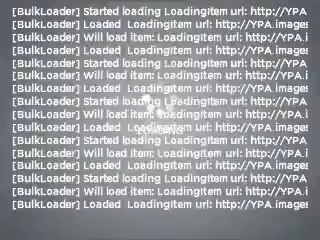 [BulkLoader] Started loading LoadingItem url: http://YPA
[BulkLoader] Loaded LoadingItem url: http://YPA.images
[BulkLoader] Will load item: LoadingItem url: http://YPA.i
[BulkLoader] Loaded LoadingItem url: http://YPA.images
[BulkLoader] Started loading LoadingItem url: http://YPA
[BulkLoader] Will load item: LoadingItem url: http://YPA.i
[BulkLoader] Loaded LoadingItem url: http://YPA.images
[BulkLoader] Started loading LoadingItem url: http://YPA
[BulkLoader] Will load item: LoadingItem url: http://YPA.i
[BulkLoader] Loaded LoadingItem url: http://YPA.images
[BulkLoader] Started loading LoadingItem url: http://YPA
[BulkLoader] Will load item: LoadingItem url: http://YPA.i
[BulkLoader] Loaded LoadingItem url: http://YPA.images
[BulkLoader] Started loading LoadingItem url: http://YPA
[BulkLoader] Will load item: LoadingItem url: http://YPA.i
[BulkLoader] Loaded LoadingItem url: http://YPA.images